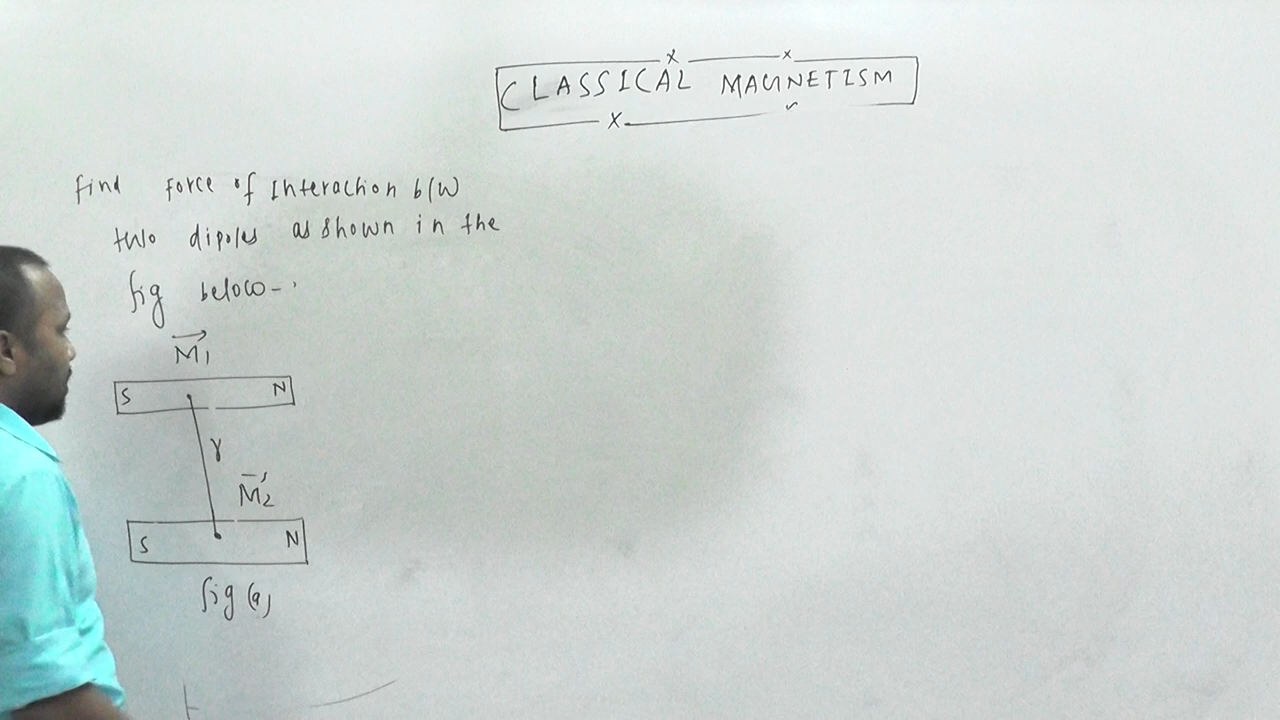 CLASSICAL MAGNETISM
find force of Interaction b/w
two dipoles as shown in the
fig below-.
M1
S N
r
M2
S N
fig (a)